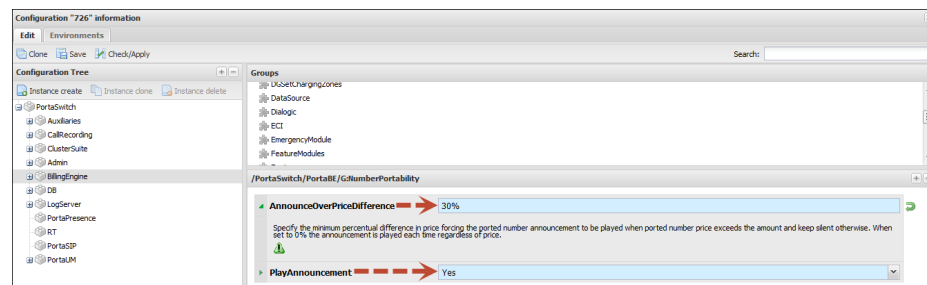 Configuration "726" information
Edit Environments
Clone Save Check/Apply Search:
Configuration Tree
Instance create Instance clone Instance delete
PortaSwitch
Auxiliaries
CallRecording
ClusterSuite
Admin
BillingEngine
DB
LogServer
PortaPresence
RT
PortaSIP
PortaUM
Groups
DGSetChargingZones
DataSource
Dialogic
ECI
EmergencyModule
FeatureModules
/PortaSwitch/PortaBE/G:NumberPortability
AnnounceOverPriceDifference 30%
Specify the minimum percentual difference in price forcing the ported number announcement to be played when ported number price exceeds the amount and keep silent otherwise. When
set to 0% the announcement is played each time regardless of price.
PlayAnnouncement Yes